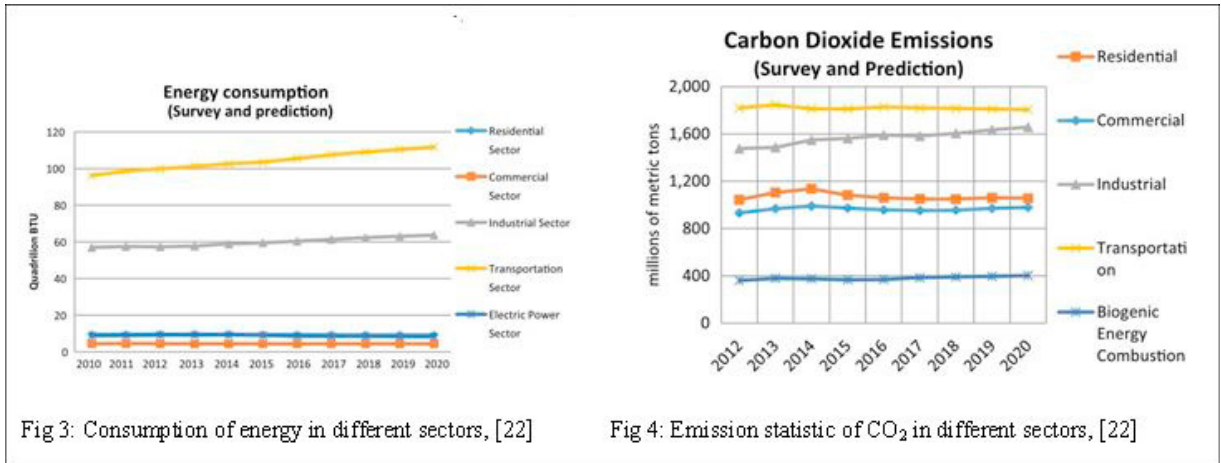 Energy consumption
(Survey and prediction)
Quadrilion BTU
120
100
80
60
40
20
0
2010 2011 2012 2013 2014 2015 2016 2017 2018 2019 2020
Residential
Sector
Commercial
Sector
Industrial Sector
Transportation
Sector
Electric Power
Sector
Fig 3: Consumption of energy in different sectors, [22]
Carbon Dioxide Emissions
(Survey and Prediction)
millions of metric tons
2,000
1,600
1,200
800
400
0
2012 2013 2014 2015 2016 2017 2018 2019 2020
Residential
Commercial
Industrial
Transportati
on
Biogenic
Energy
Combustion
Fig 4: Emission statistic of CO₂ in different sectors, [22]